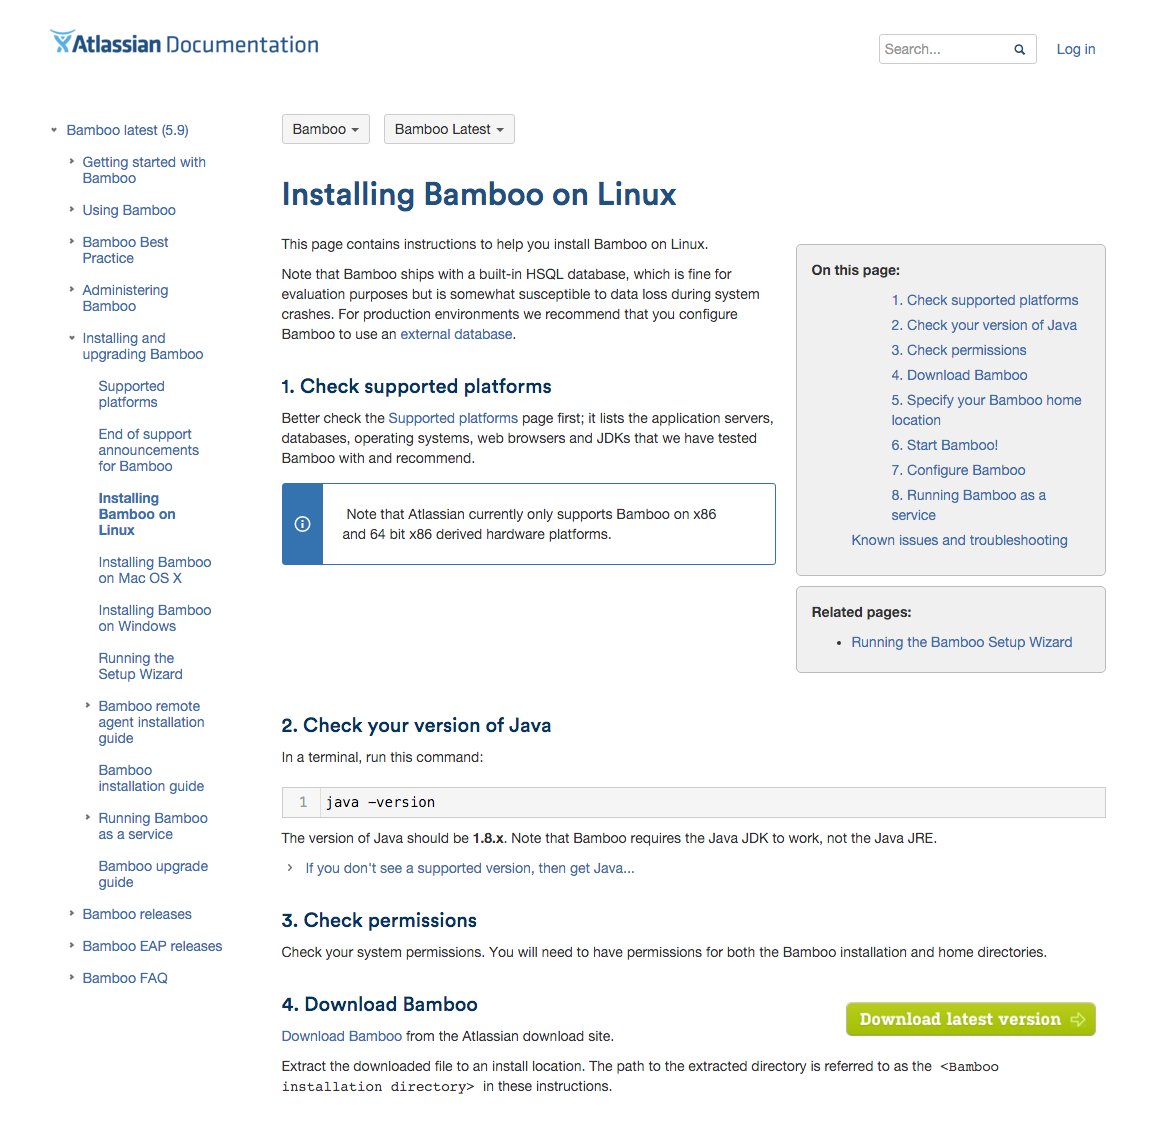 Atlassian Documentation
Search...
Log in
Bamboo latest (5.9)
Getting started with
Bamboo
Using Bamboo
Bamboo Best
Practice
Administering
Bamboo
Installing and
upgrading Bamboo
Supported
platforms
End of support
announcements
for Bamboo
Installing
Bamboo on
Linux
Installing Bamboo
on Mac OS X
Installing Bamboo
on Windows
Running the
Setup Wizard
Bamboo remote
agent installation
guide
Bamboo
installation guide
Running Bamboo
as a service
Bamboo upgrade
guide
Bamboo releases
Bamboo EAP releases
Bamboo FAQ
Bamboo
Bamboo Latest
Installing Bamboo on Linux
This page contains instructions to help you install Bamboo on Linux.
Note that Bamboo ships with a built-in HSQL database, which is fine for
evaluation purposes but is somewhat susceptible to data loss during system
crashes. For production environments we recommend that you configure
Bamboo to use an external database.
1. Check supported platforms
Better check the Supported platforms page first; it lists the application servers,
databases, operating systems, web browsers and JDKs that we have tested
Bamboo with and recommend.
Note that Atlassian currently only supports Bamboo on x86
and 64 bit x86 derived hardware platforms.
On this page:
1. Check supported platforms
2. Check your version of Java
3. Check permissions
4. Download Bamboo
5. Specify your Bamboo home
location
6. Start Bamboo!
7. Configure Bamboo
8. Running Bamboo as a
service
Known issues and troubleshooting
Related pages:
• Running the Bamboo Setup Wizard
2. Check your version of Java
In a terminal, run this command:
1 java –version
The version of Java should be 1.8.x. Note that Bamboo requires the Java JDK to work, not the Java JRE.
If you don't see a supported version, then get Java...
3. Check permissions
Check your system permissions. You will need to have permissions for both the Bamboo installation and home directories.
4. Download Bamboo
Download latest version
Download Bamboo from the Atlassian download site.
Extract the downloaded file to an install location. The path to the extracted directory is referred to as the <Bamboo
installation directory> in these instructions.